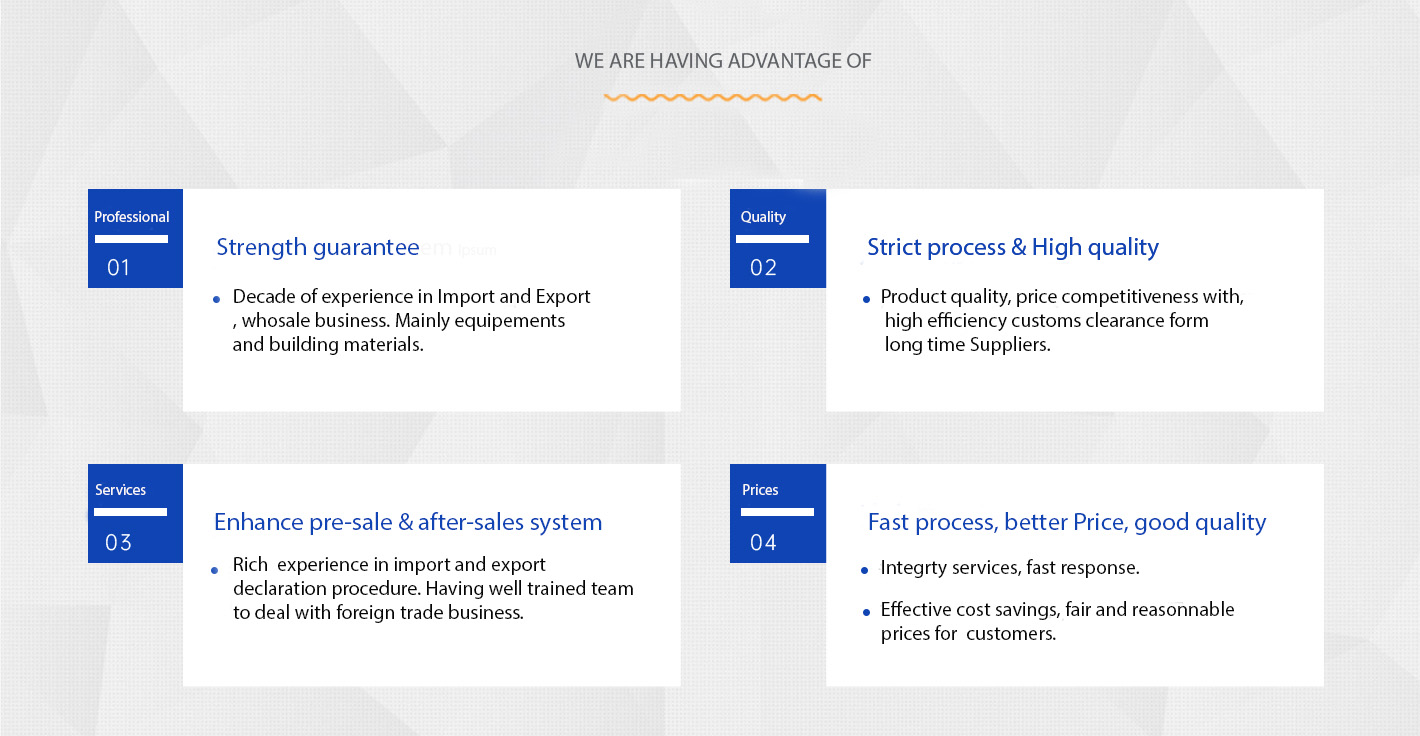 WE ARE HAVING ADVANTAGE OF
Professional
01
Strength guarantee
em Ipsum
Decade of experience in Import and Export
, whosale business. Mainly equipements
and building materials.
Quality
02
Strict process & High quality
Product quality, price competitiveness with,
high efficiency customs clearance form
long time Suppliers.
Services
03
Enhance pre-sale & after-sales system
Rich experience in import and export
declaration procedure. Having well trained team
to deal with foreign trade business.
Prices
04
Fast process, better Price, good quality
Integrty services, fast response.
Effective cost savings, fair and reasonnable
prices for customers.